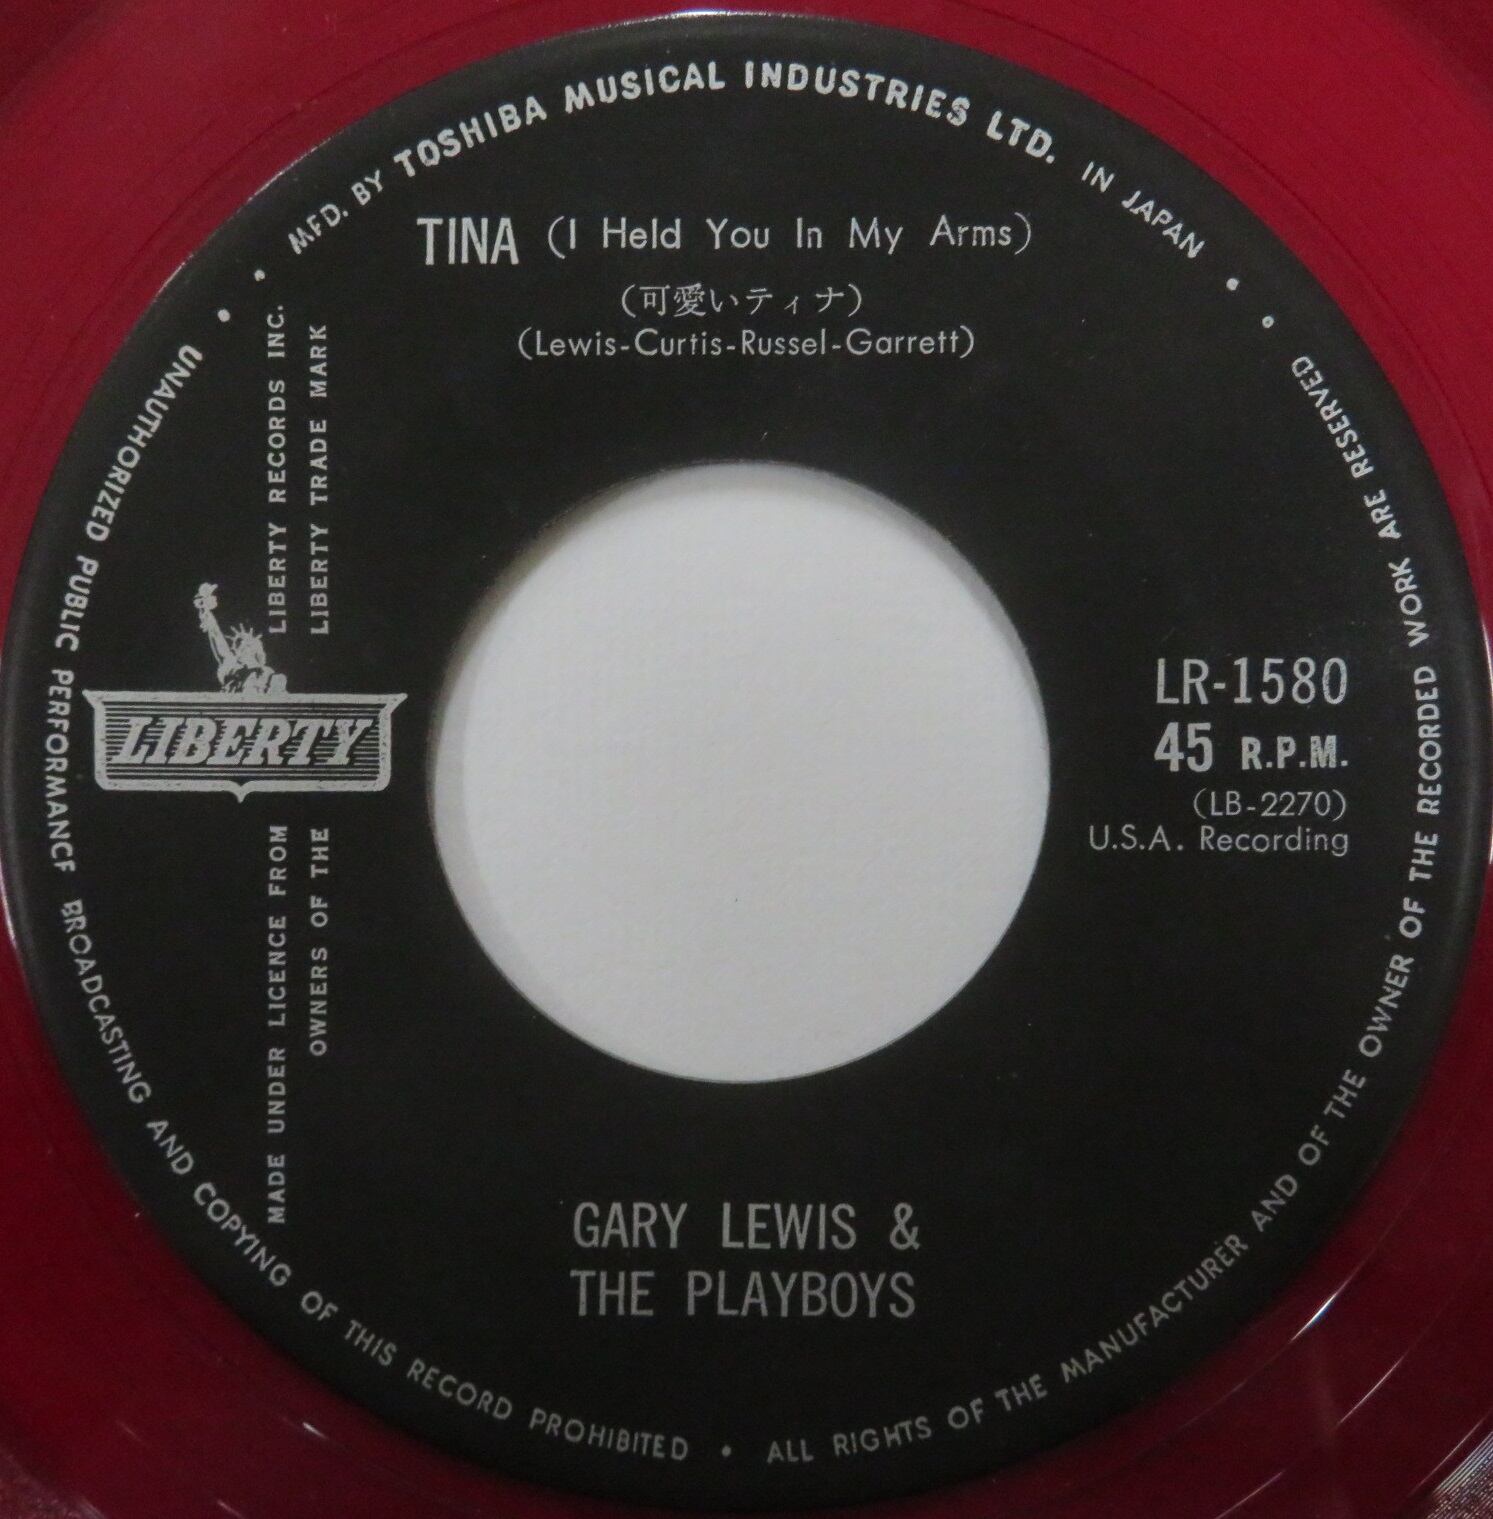 MFD. BY TOSHIBA MUSICAL INDUSTRIES LTD. IN JAPAN
TINA (I Held You In My Arms)
(可愛いティナ)
(Lewis-Curtis-Russel-Garrett)
LIBERTY RECORDS INC.
LIBERTY TRADE MARK
LIBERTY
MADE UNDER LICENCE FROM
OWNERS OF THE
LR-1580
45 R.P.M.
(LB-2270)
U.S.A. Recording
GARY LEWIS &
THE PLAYBOYS
UNAUTHORIZED PUBLIC PERFORMANCE BROADCASTING AND COPYING OF THIS RECORD PROHIBITED • ALL RIGHTS OF THE MANUFACTURER AND OF THE OWNER OF THE RECORDED WORK ARE RESERVED